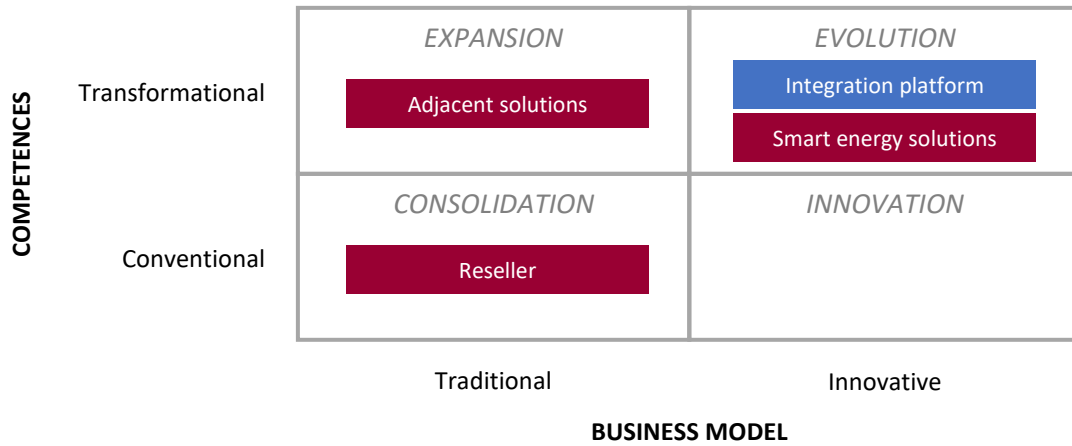 EXPANSION
EVOLUTION
Transformational
Adjacent solutions
Integration platform
Smart energy solutions
COMPETENCES
CONSOLIDATION
INNOVATION
Conventional
Reseller
Traditional
Innovative
BUSINESS MODEL